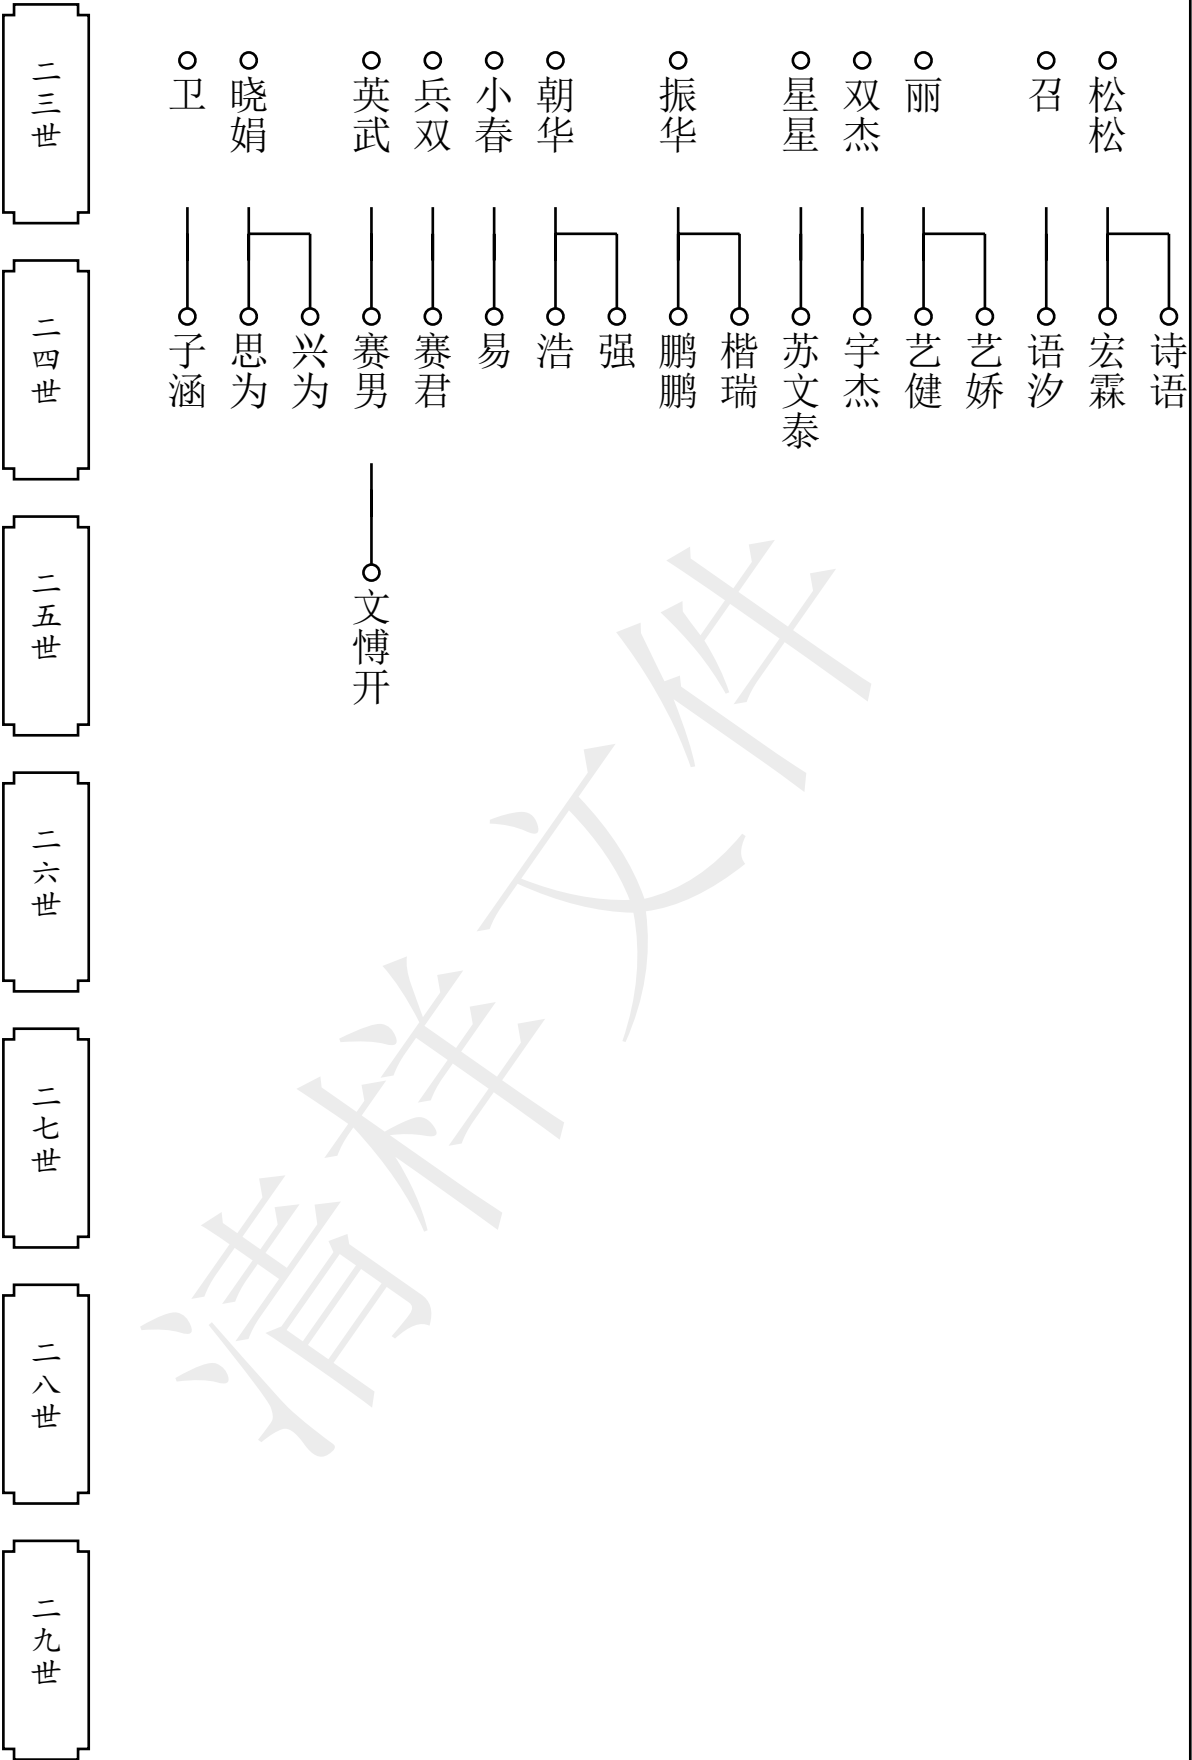 二三世
卫
晓娟
英武
兵双
小春
朝华
振华
星星
双杰
丽
召
松松
二四世
子涵
思为
兴为
赛男
赛君
易
浩
强
鹏鹏
楷瑞
苏文泰
宇杰
艺健
艺娇
语汐
宏霖
诗语
二五世
文博开
二六世
二七世
二八世
二九世
清样文件